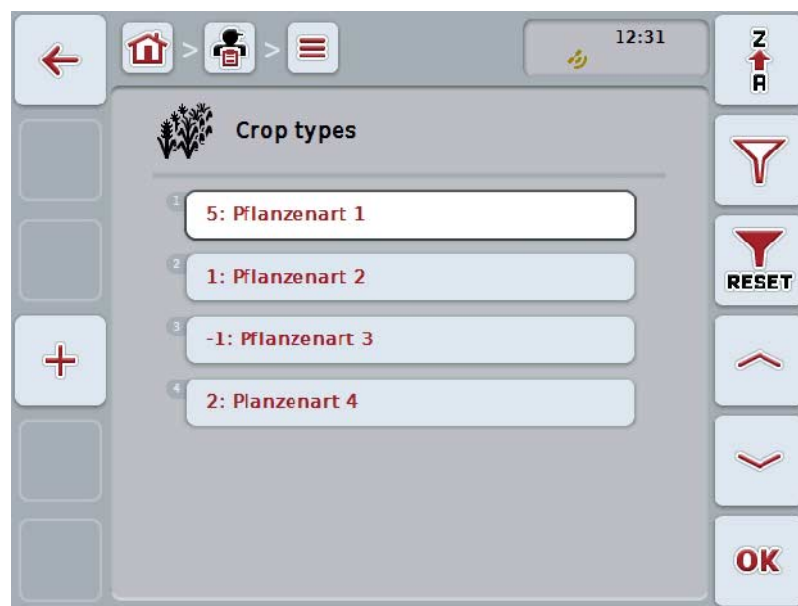 12:31
Z
A
Crop types
1
5: Pflanzenart 1
2
1: Pflanzenart 2
RESET
3
-1: Pflanzenart 3
4
2: Planzenart 4
OK